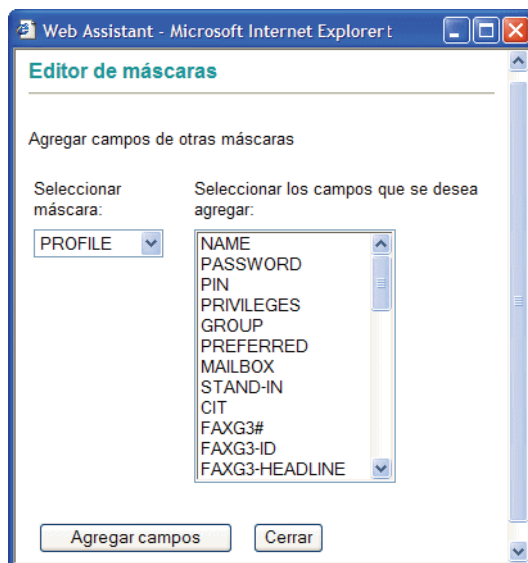 Web Assistant - Microsoft Internet Explorert
Editor de máscaras
Agregar campos de otras máscaras
Seleccionar
máscara:
PROFILE
Seleccionar los campos que se desea
agregar:
NAME
PASSWORD
PIN
PRIVILEGES
GROUP
PREFERRED
MAILBOX
STAND-IN
CIT
FAXG3#
FAXG3-ID
FAXG3-HEADLINE
Agregar campos
Cerrar